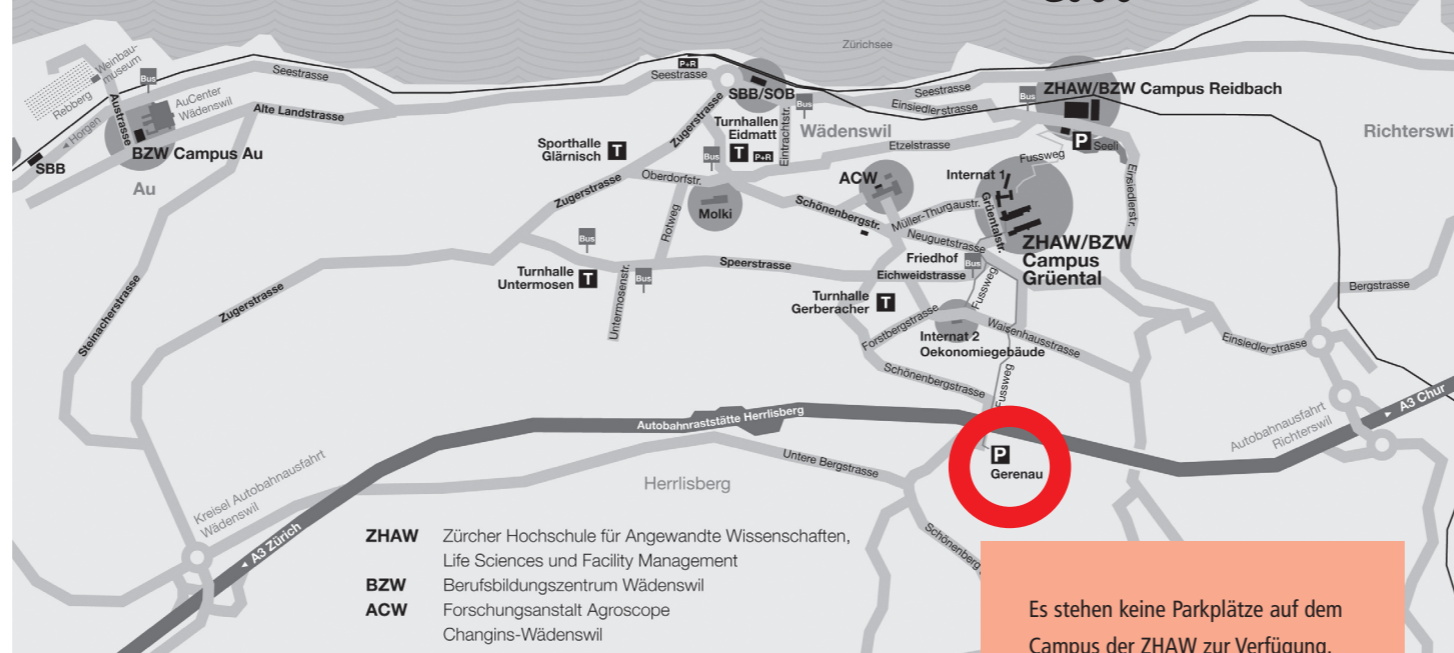 Zürichsee
Weinbau-
museum
Rebberg
Bus
Seestrasse
P+R
Seestrasse
SBB/SOB
Seestrasse
ZHAW/BZW Campus Reidbach
Bus
Einsiedlerstrasse
Bus
AuCenter
Wädenswil
Austrasse
Alte Landstrasse
Horgen
BZW Campus Au
SBB
Au
Zugerstrasse
Turnhallen
Eidmatt
T
P+R
Bus
Eintrachtstr.
Wädenswil
Etzelstrasse
P
Seeli
Bus
Richterswi
Sporthalle
Glärnisch
T
Fussweg
Einsiedlerstr.
Oberdorfstr.
ACW
Internat 1
Zugerstrasse
Molki
Schönenbergstr.
Müller-Thurgaustr.
Grüentalstr.
Rotweg
Neuguetstrasse
ZHAW/BZW
Campus
Grüental
Bus
Friedhof
Bus
Speerstrasse
Eichweidstrasse
Turnhalle
Untermosen
T
Bus
Fussweg
Bergstrasse
Untermosenstr.
Turnhalle
Gerberacher
T
Zugerstrasse
Steinacherstrasse
Forstbergstrasse
Internat 2
Oekonomiegebäude
Waisenhausstrasse
Einsiedlerstrasse
Schönenbergstrasse
Fussweg
A3 Chur
Autobahnraststätte Herrlisberg
Autobahnausfahrt
Richterswil
P
Gerenau
Untere Bergstrasse
Herrlisberg
Kreisel Autobahnausfahrt
Wädenswil
A3 Zürich
Schönenberg
ZHAW Zürcher Hochschule für Angewandte Wissenschaften,
Life Sciences und Facility Management
BZW Berufsbildungszentrum Wädenswil
ACW Forschungsanstalt Agroscope
Changins-Wädenswil
Es stehen keine Parkplätze auf dem
Campus der ZHAW zur Verfügung.